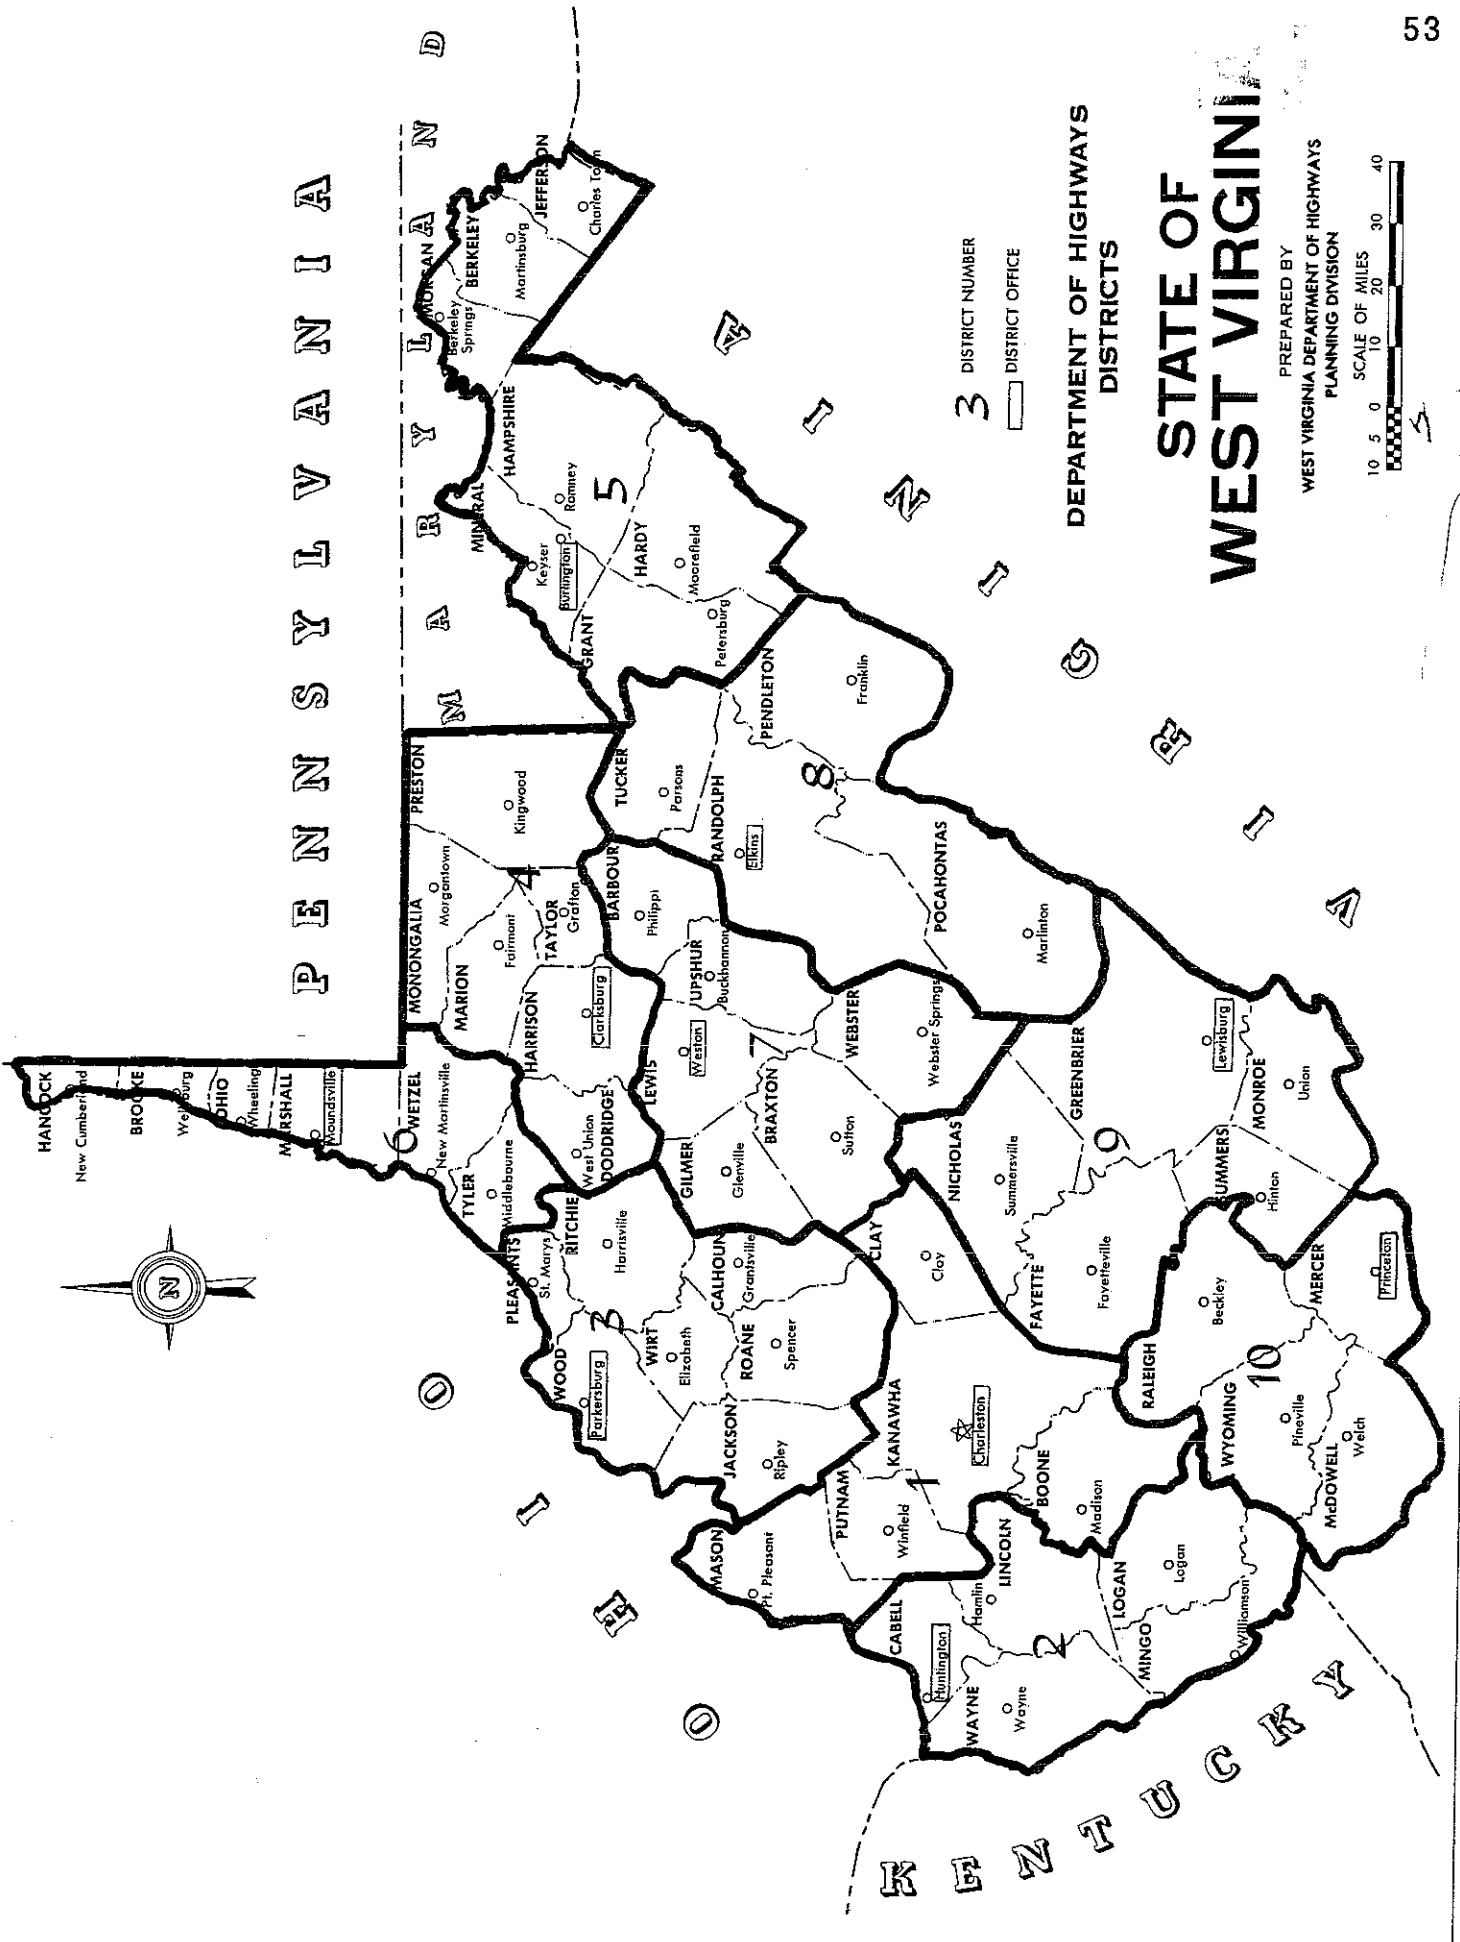 53
PENNSYLVANIA
MARYLAND
OHIO
KENTUCKY
VIRGINIA
N
HANCOCK
New Cumberland
BROOKE
Wellsburg
OHIO
Wheeling
MARSHALL
Moundsville
6
WETZEL
New Martinsville
TYLER
Middlebourne
MONONGALIA
Morgantown
PRESTON
Kingwood
MARION
Fairmont
4
TAYLOR
Grafton
HARRISON
Clarksburg
DODDRIDGE
West Union
PLEASANTS
St. Marys
RITCHIE
Harrisville
WOOD
Parkersburg
3
WIRT
Elizabeth
CALHOUN
Grantsville
ROANE
Spencer
JACKSON
Ripley
MORGAN
Berkeley
Springs
BERKELEY
Martinsburg
JEFFERSON
Charles Town
HAMPSHIRE
Romney
MINERAL
Keyser
Burlington
5
HARDY
Moorefield
GRANT
Petersburg
TUCKER
Parsons
RANDOLPH
Elkins
PENDLETON
Franklin
8
POCAHONTAS
Marlinton
BARBOUR
Philippi
UPSHUR
Buckhannon
LEWIS
Weston
7
GILMER
Glenville
BRAXTON
Sutton
WEBSTER
Webster Springs
MASON
Pt. Pleasant
PUTNAM
Winfield
1
KANAWHA
Charleston
CLAY
Clay
BOONE
Madison
NICHOLAS
Summersville
GREENBRIER
Lewisburg
9
FAYETTE
Fayetteville
SUMMERS
Hinton
MONROE
Union
CABELL
Huntington
LINCOLN
Hamlin
WAYNE
Wayne
2
LOGAN
Logan
MINGO
Williamson
RALEIGH
Beckley
10
WYOMING
Pineville
McDOWELL
Welch
MERCER
Princeton
3 DISTRICT NUMBER
DISTRICT OFFICE
DEPARTMENT OF HIGHWAYS
DISTRICTS
STATE OF
WEST VIRGINIA
PREPARED BY
WEST VIRGINIA DEPARTMENT OF HIGHWAYS
PLANNING DIVISION
SCALE OF MILES
10 5 0 10 20 30 40
5